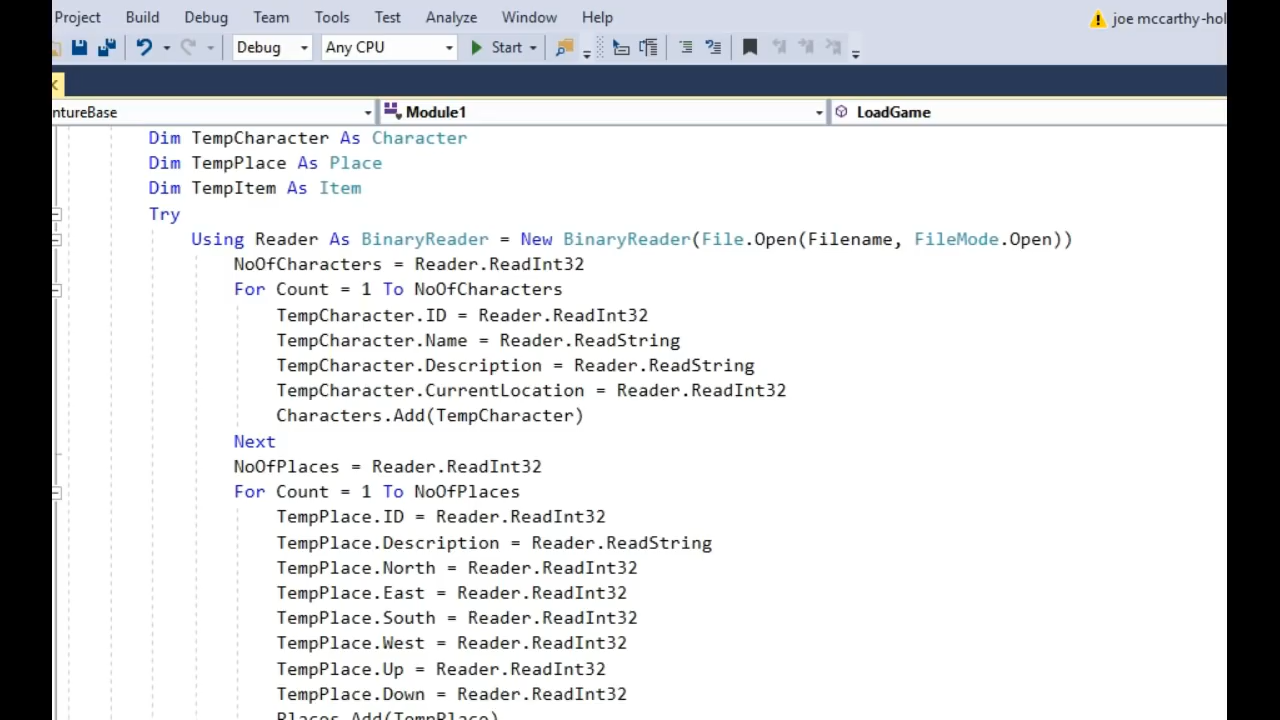 Project Build Debug Team Tools Test Analyze Window Help joe mccarthy-hol
Debug Any CPU Start
ntureBase Module1 LoadGame
Dim TempCharacter As Character
Dim TempPlace As Place
Dim TempItem As Item
Try
Using Reader As BinaryReader = New BinaryReader(File.Open(Filename, FileMode.Open))
NoOfCharacters = Reader.ReadInt32
For Count = 1 To NoOfCharacters
TempCharacter.ID = Reader.ReadInt32
TempCharacter.Name = Reader.ReadString
TempCharacter.Description = Reader.ReadString
TempCharacter.CurrentLocation = Reader.ReadInt32
Characters.Add(TempCharacter)
Next
NoOfPlaces = Reader.ReadInt32
For Count = 1 To NoOfPlaces
TempPlace.ID = Reader.ReadInt32
TempPlace.Description = Reader.ReadString
TempPlace.North = Reader.ReadInt32
TempPlace.East = Reader.ReadInt32
TempPlace.South = Reader.ReadInt32
TempPlace.West = Reader.ReadInt32
TempPlace.Up = Reader.ReadInt32
TempPlace.Down = Reader.ReadInt32
Places.Add(TempPlace)